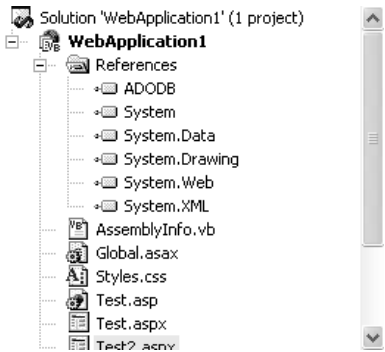 Solution 'WebApplication1' (1 project)
WebApplication1
References
ADODB
System
System.Data
System.Drawing
System.Web
System.XML
AssemblyInfo.vb
Global.asax
Styles.css
Test.asp
Test.aspx
Test2.aspx